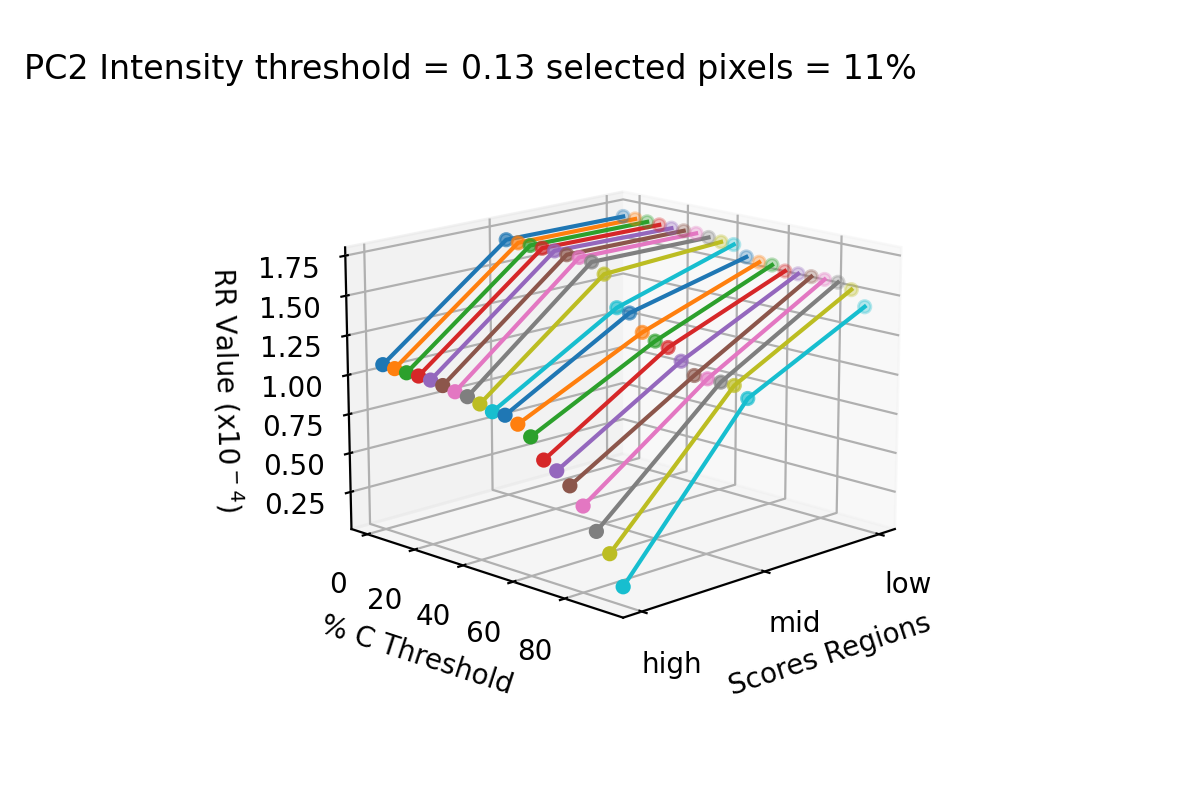 PC2 Intensity threshold = 0.13 selected pixels = 11%
RR Value (x10⁻⁴)
1.75
1.50
1.25
1.00
0.75
0.50
0.25
0
20
40
60
80
% C Threshold
low
mid
high
Scores Regions